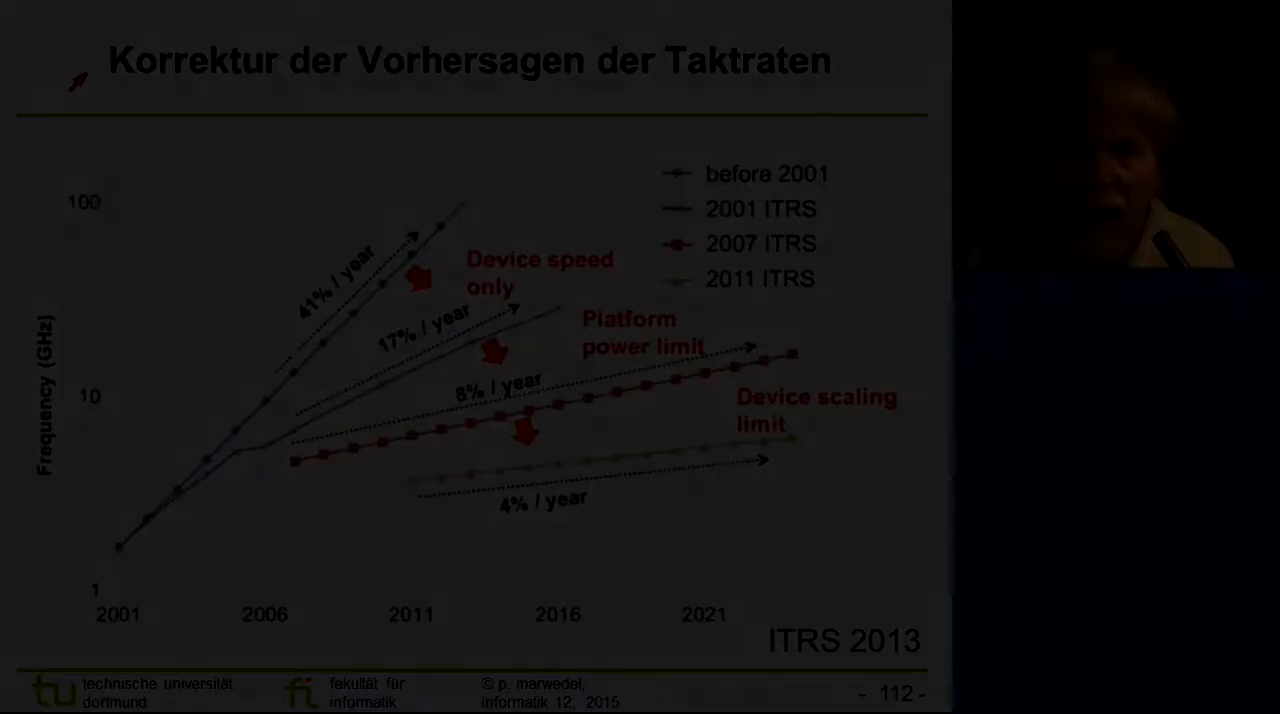 Korrektur der Vorhersagen der Taktraten
before 2001
2001 ITRS
2007 ITRS
2011 ITRS
100
10
1
Frequency (GHz)
41% / year
Device speed
only
17% / year
Platform
power limit
8% / year
Device scaling
limit
4% / year
2001 2006 2011 2016 2021
ITRS 2013
tu technische universität
dortmund
fi fakultät für
informatik
© p. marwedel,
informatik 12, 2015
- 112 -